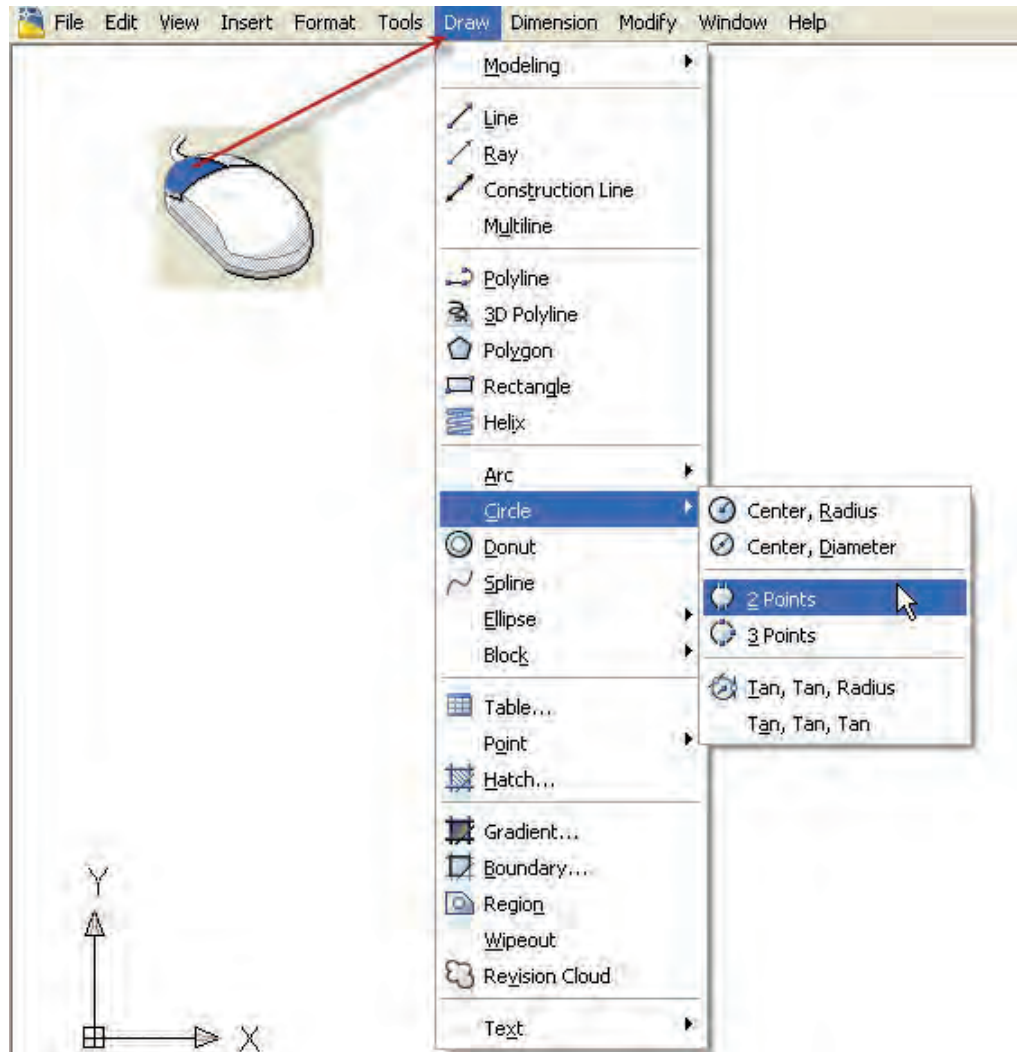 File Edit View Insert Format Tools Draw Dimension Modify Window Help
Modeling
Line
Ray
Construction Line
Multiline
Polyline
3D Polyline
Polygon
Rectangle
Helix
Arc
Circle
Donut
Spline
Ellipse
Block
Table...
Point
Hatch...
Gradient...
Boundary...
Region
Wipeout
Revision Cloud
Text
Center, Radius
Center, Diameter
2 Points
3 Points
Tan, Tan, Radius
Tan, Tan, Tan
Y
X